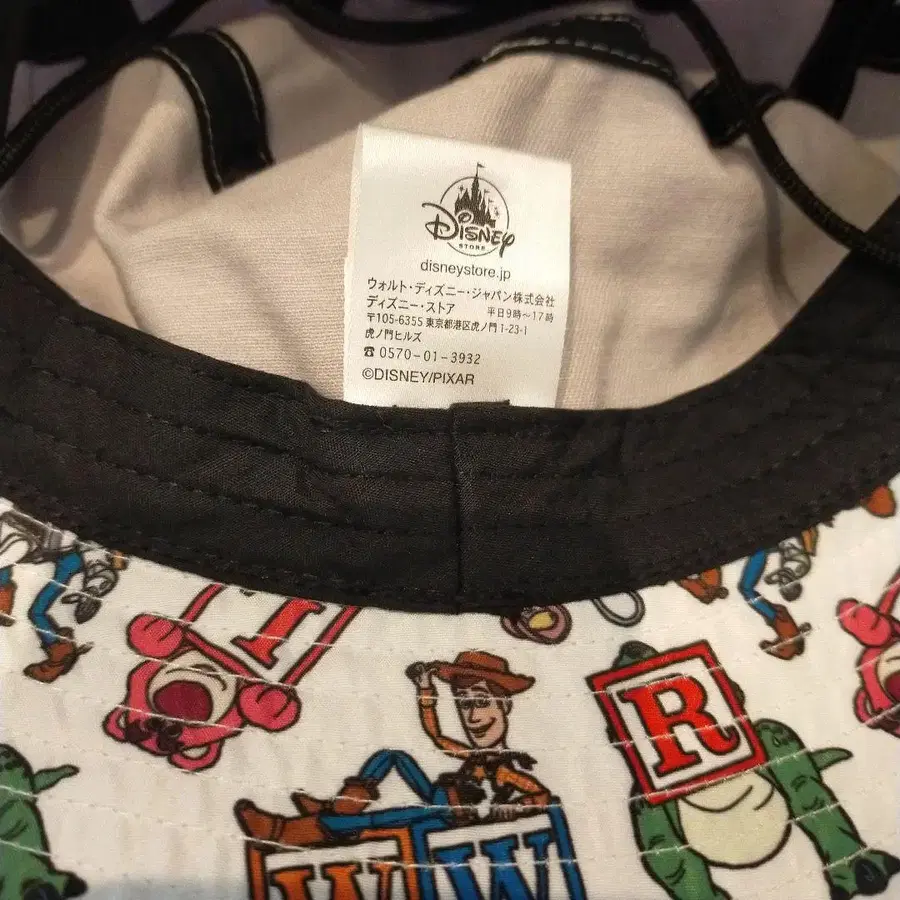 Disney
STORE
disneystore.jp
ウォルト・ディズニー・ジャパン株式会社
ディズニー・ストア 平日9時～17時
〒105-6355 東京都港区虎ノ門1-23-1
虎ノ門ヒルズ
☎0570-01-3932
©DISNEY/PIXAR
I
R
W W